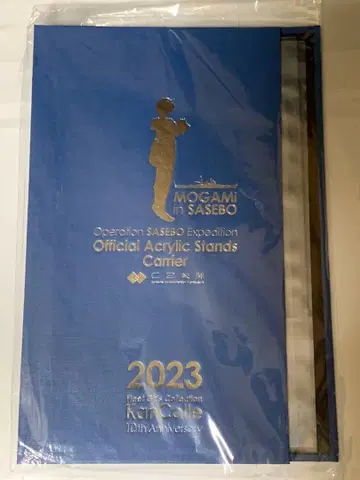 MOGAMi
in SASEBO
Operation SASEBO Expedition
Official Acrylic Stands
Carrier
2023
Fleet Girls Collection
KanColle
10th Anniversary